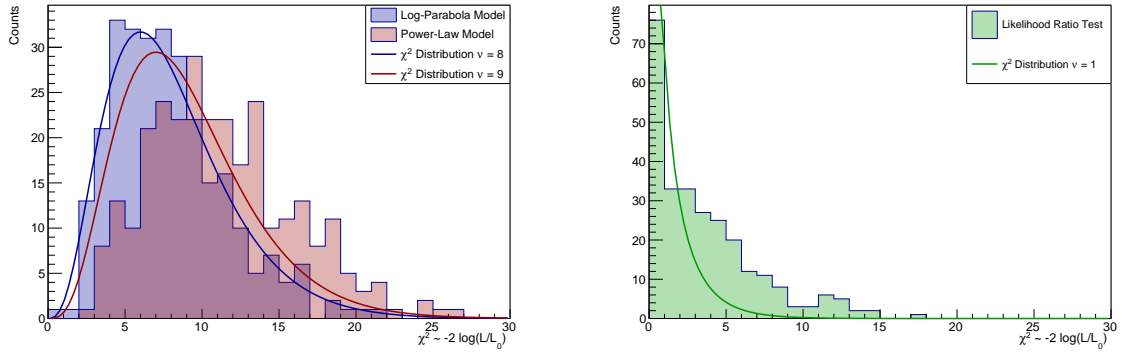 Counts
Log-Parabola Model
Power-Law Model
χ² Distribution ν = 8
χ² Distribution ν = 9
30
25
20
15
10
5
0
0 5 10 15 20 25 30
χ² ~ -2 log(L/L₀)
Counts
Likelihood Ratio Test
χ² Distribution ν = 1
70
60
50
40
30
20
10
0
0 5 10 15 20 25 30
χ² ~ -2 log(L/L₀)